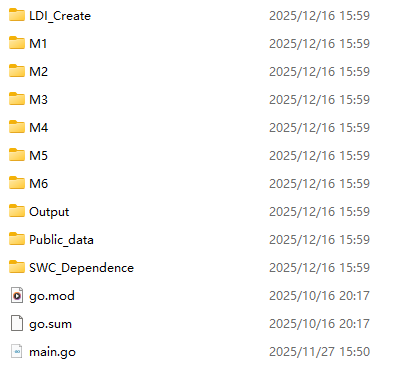 LDI_Create 2025/12/16 15:59
M1 2025/12/16 15:59
M2 2025/12/16 15:59
M3 2025/12/16 15:59
M4 2025/12/16 15:59
M5 2025/12/16 15:59
M6 2025/12/16 15:59
Output 2025/12/16 15:59
Public_data 2025/12/16 15:59
SWC_Dependence 2025/12/16 15:59
go.mod 2025/10/16 20:17
go.sum 2025/10/16 20:17
main.go 2025/11/27 15:50